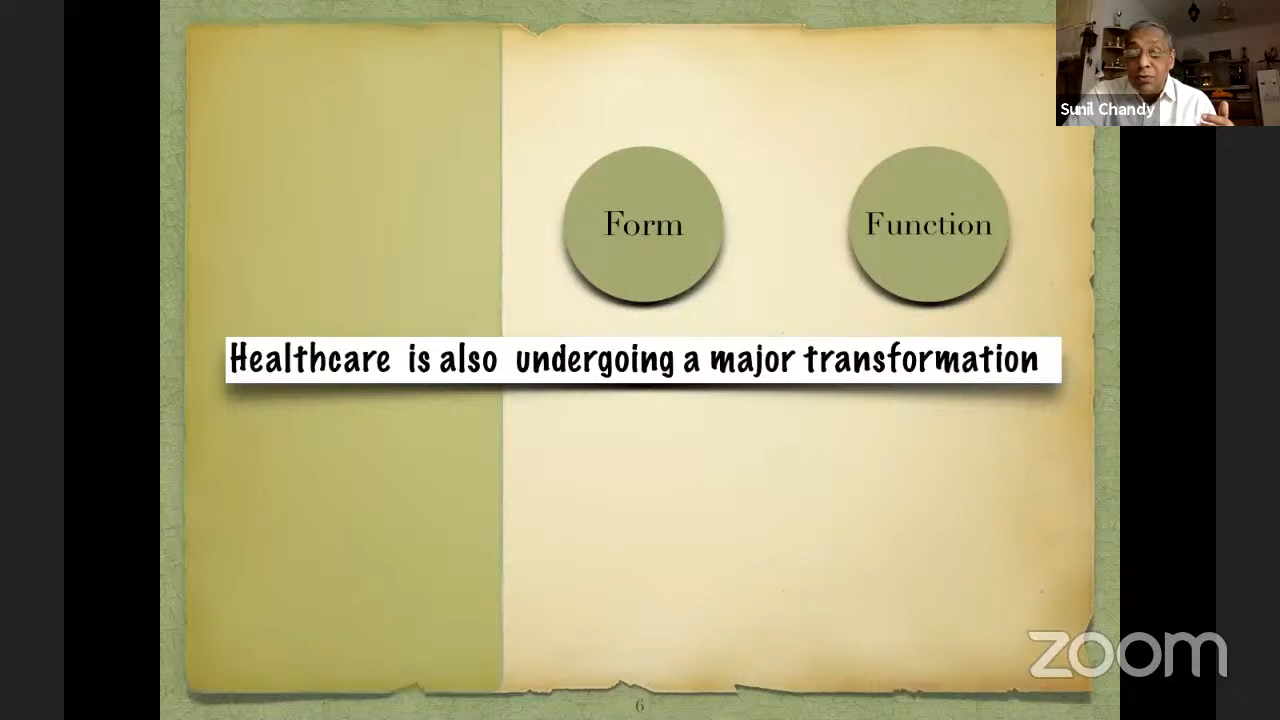 Sunil Chandy
Form
Function
Healthcare is also undergoing a major transformation
zoom
6